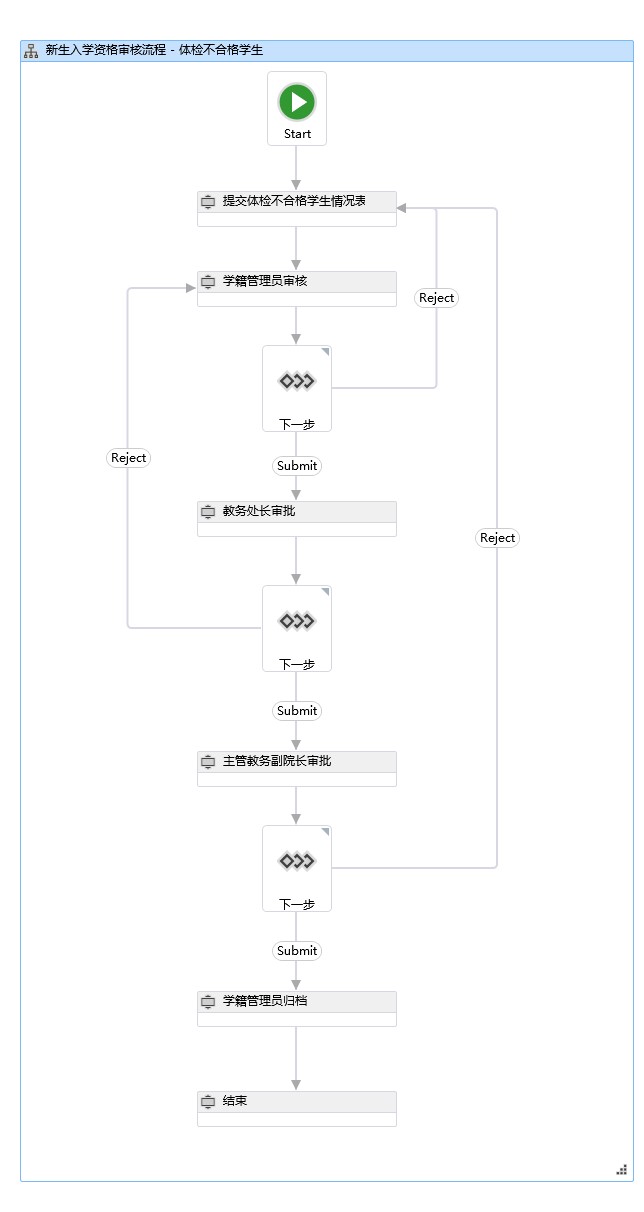 新生入学资格审核流程 - 体检不合格学生
Start
提交体检不合格学生情况表
学籍管理员审核
Reject
下一步
Reject
Submit
教务处长审批
Reject
下一步
Submit
主管教务副院长审批
下一步
Submit
学籍管理员归档
结束